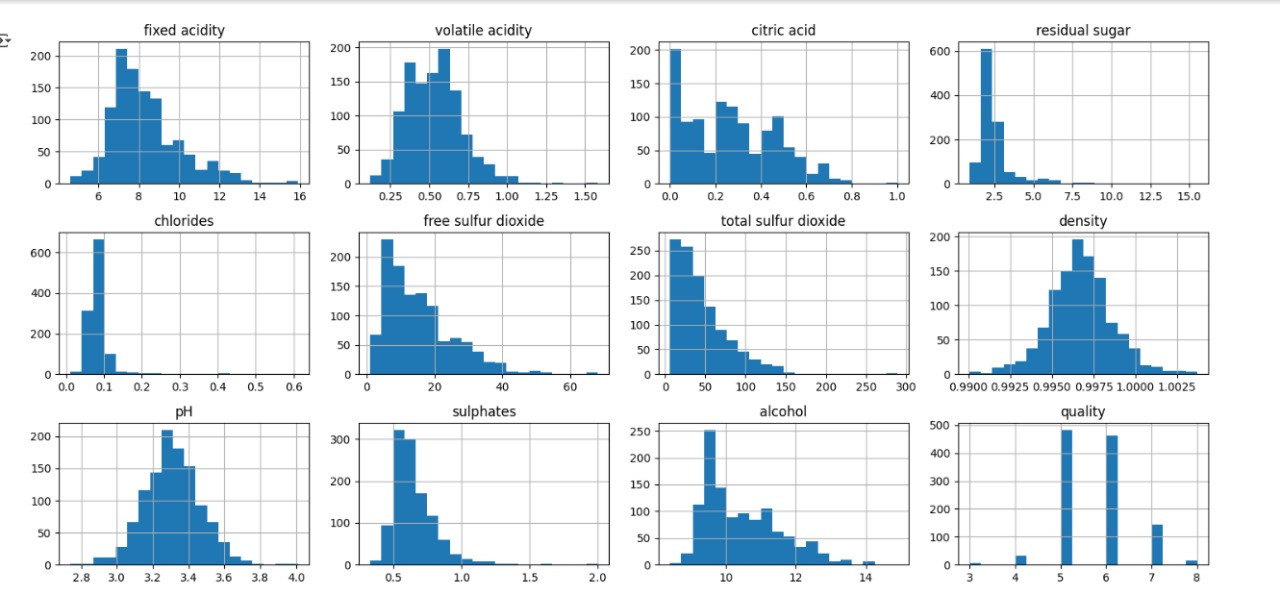 fixed acidity
200
150
100
50
0
6 8 10 12 14 16
volatile acidity
200
150
100
50
0
0.25 0.50 0.75 1.00 1.25 1.50
citric acid
200
150
100
50
0
0.0 0.2 0.4 0.6 0.8 1.0
residual sugar
600
400
200
0
2.5 5.0 7.5 10.0 12.5 15.0
chlorides
600
400
200
0
0.0 0.1 0.2 0.3 0.4 0.5 0.6
free sulfur dioxide
200
150
100
50
0
0 20 40 60
total sulfur dioxide
250
200
150
100
50
0
0 50 100 150 200 250 300
density
200
150
100
50
0
0.9900 0.9925 0.9950 0.9975 1.0000 1.0025
pH
200
150
100
50
0
2.8 3.0 3.2 3.4 3.6 3.8 4.0
sulphates
300
200
100
0
0.5 1.0 1.5 2.0
alcohol
250
200
150
100
50
0
10 12 14
quality
500
400
300
200
100
0
3 4 5 6 7 8